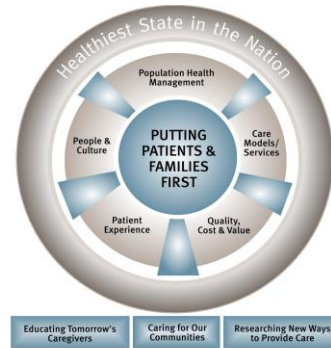 Healthiest State in the Nation
Population Health
Management
People &
Culture
PUTTING
PATIENTS &
FAMILIES
FIRST
Care
Models/
Services
Patient
Experience
Quality,
Cost & Value
Educating Tomorrow's
Caregivers
Caring for Our
Communities
Researching New Ways
to Provide Care